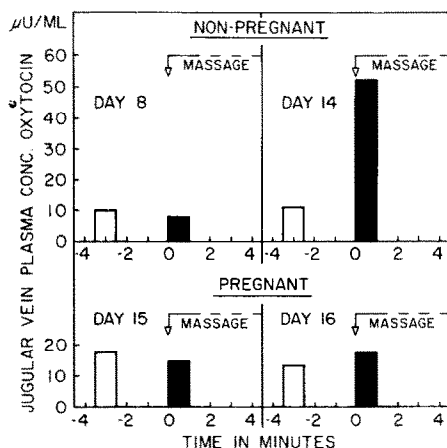 μU/ML
NON-PREGNANT
60
50
40
30
20
10
0
DAY 8
MASSAGE
DAY 14
MASSAGE
-4 -2 0 2 4 -4 -2 0 2 4
PREGNANT
DAY 15
MASSAGE
DAY 16
MASSAGE
20
10
0
-4 -2 0 2 4 -4 -2 0 2 4
TIME IN MINUTES
JUGULAR VEIN PLASMA CONC. OXYTOCIN